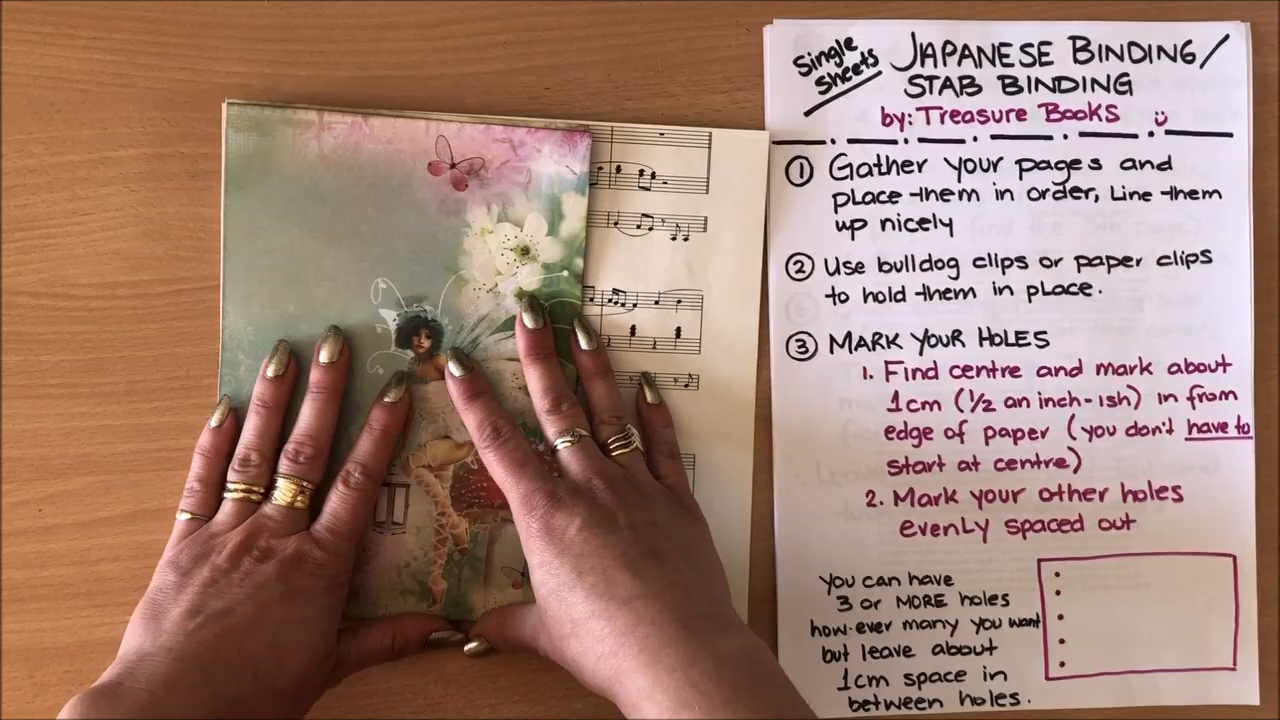 Single
Sheets
JAPANESE BINDING/
STAB BINDING
by: Treasure Books
① Gather your pages and
place them in order, Line them
up nicely
② Use bulldog clips or paper clips
to hold them in place.
③ MARK YOUR HOLES
1. Find centre and mark about
1cm (1/2 an inch-ish) in from
edge of paper (you don't have to
start at centre)
2. Mark your other holes
evenly spaced out
You can have
3 or MORE holes
how-ever many you want
but leave about
1cm space in
between holes.